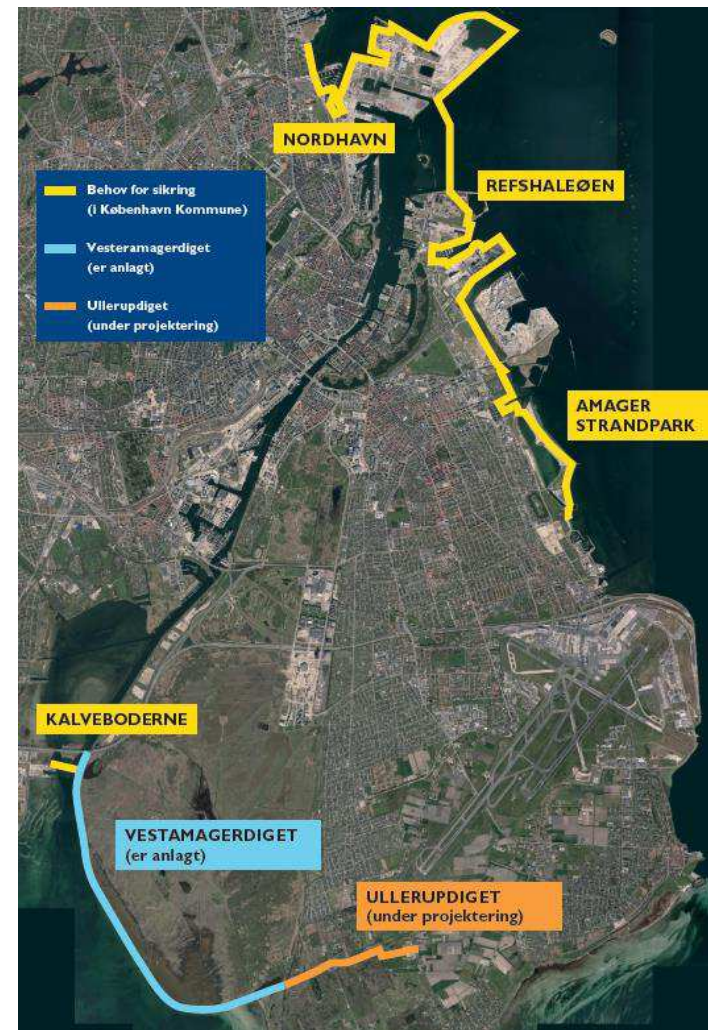 NORDHAVN
REFSHALEØEN
Behov for sikring
(i København Kommune)
Vesteramagerdiget
(er anlagt)
Ullerupdiget
(under projektering)
AMAGER
STRANDPARK
KALVEBODERNE
VESTAMAGERDIGET
(er anlagt)
ULLERUPDIGET
(under projektering)